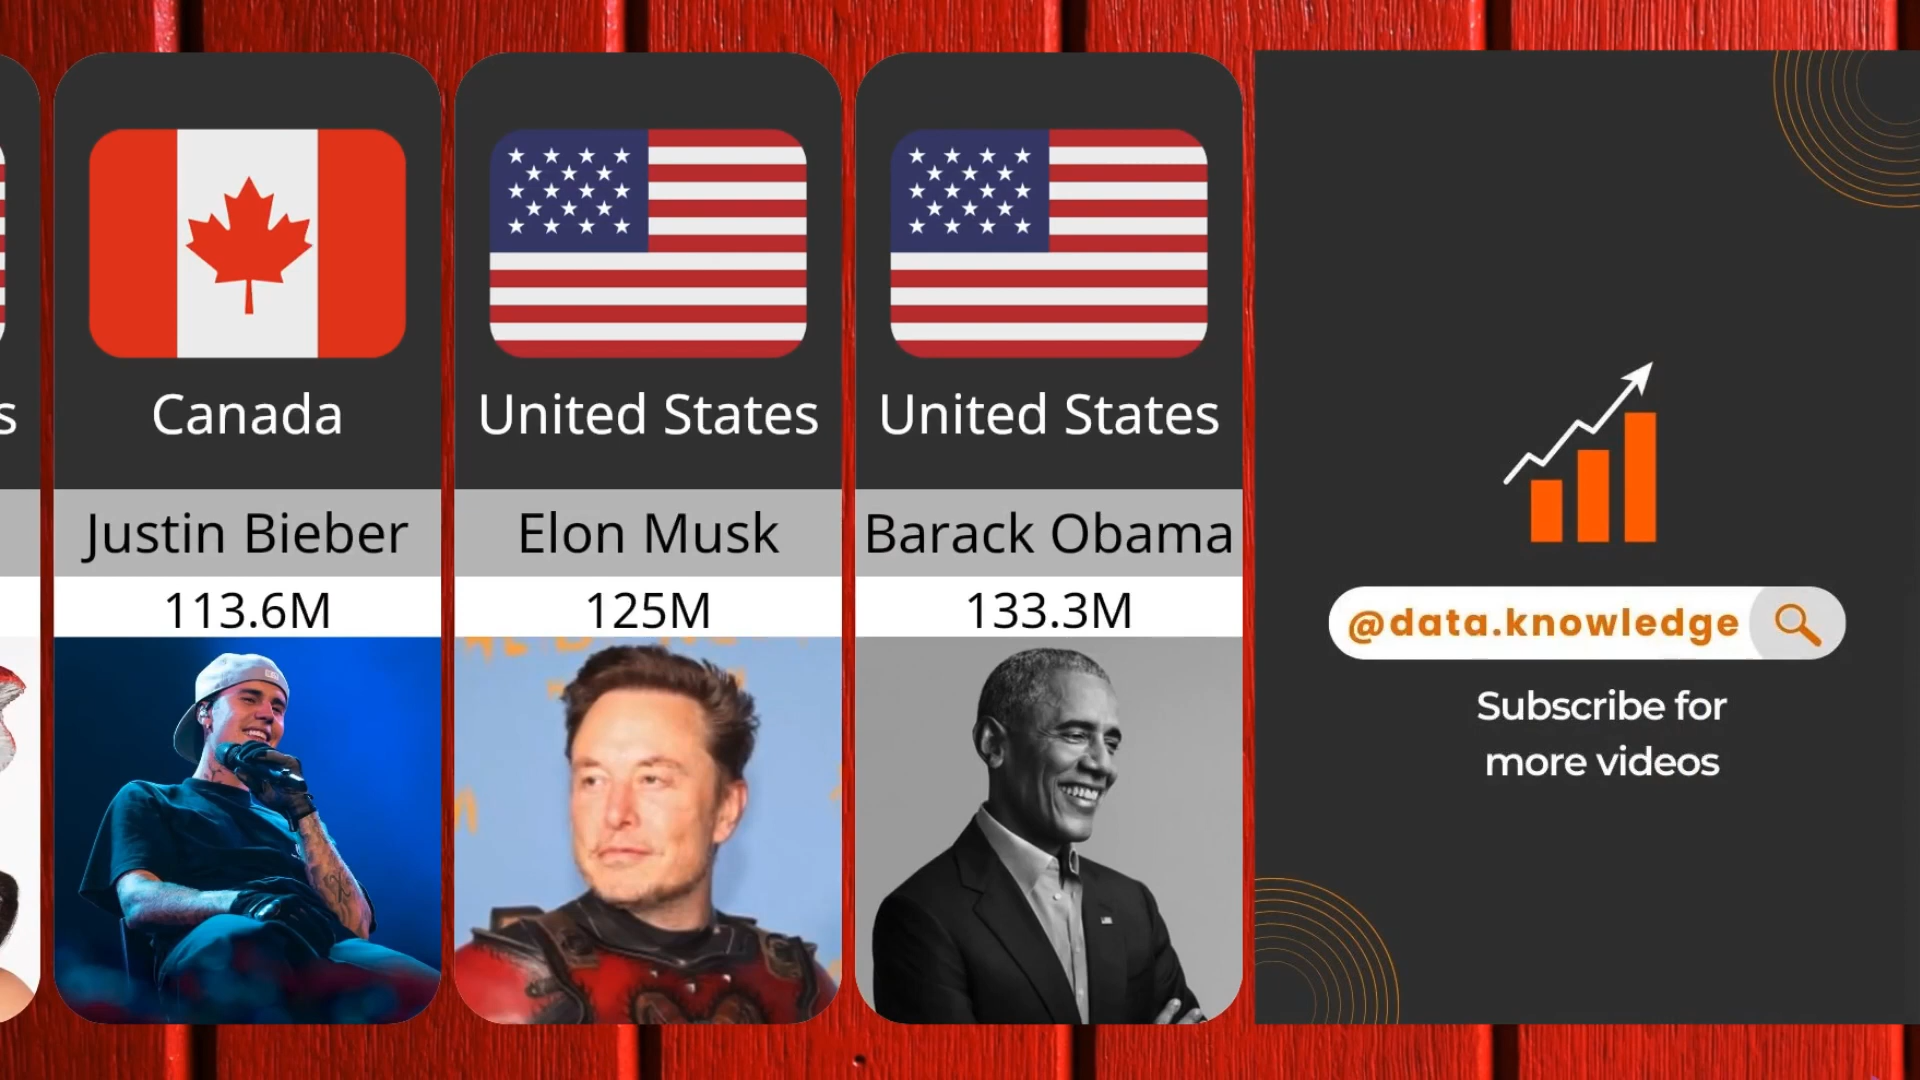 s
Canada
Justin Bieber
113.6M
United States
Elon Musk
125M
United States
Barack Obama
133.3M
@data.knowledge
Subscribe for
more videos